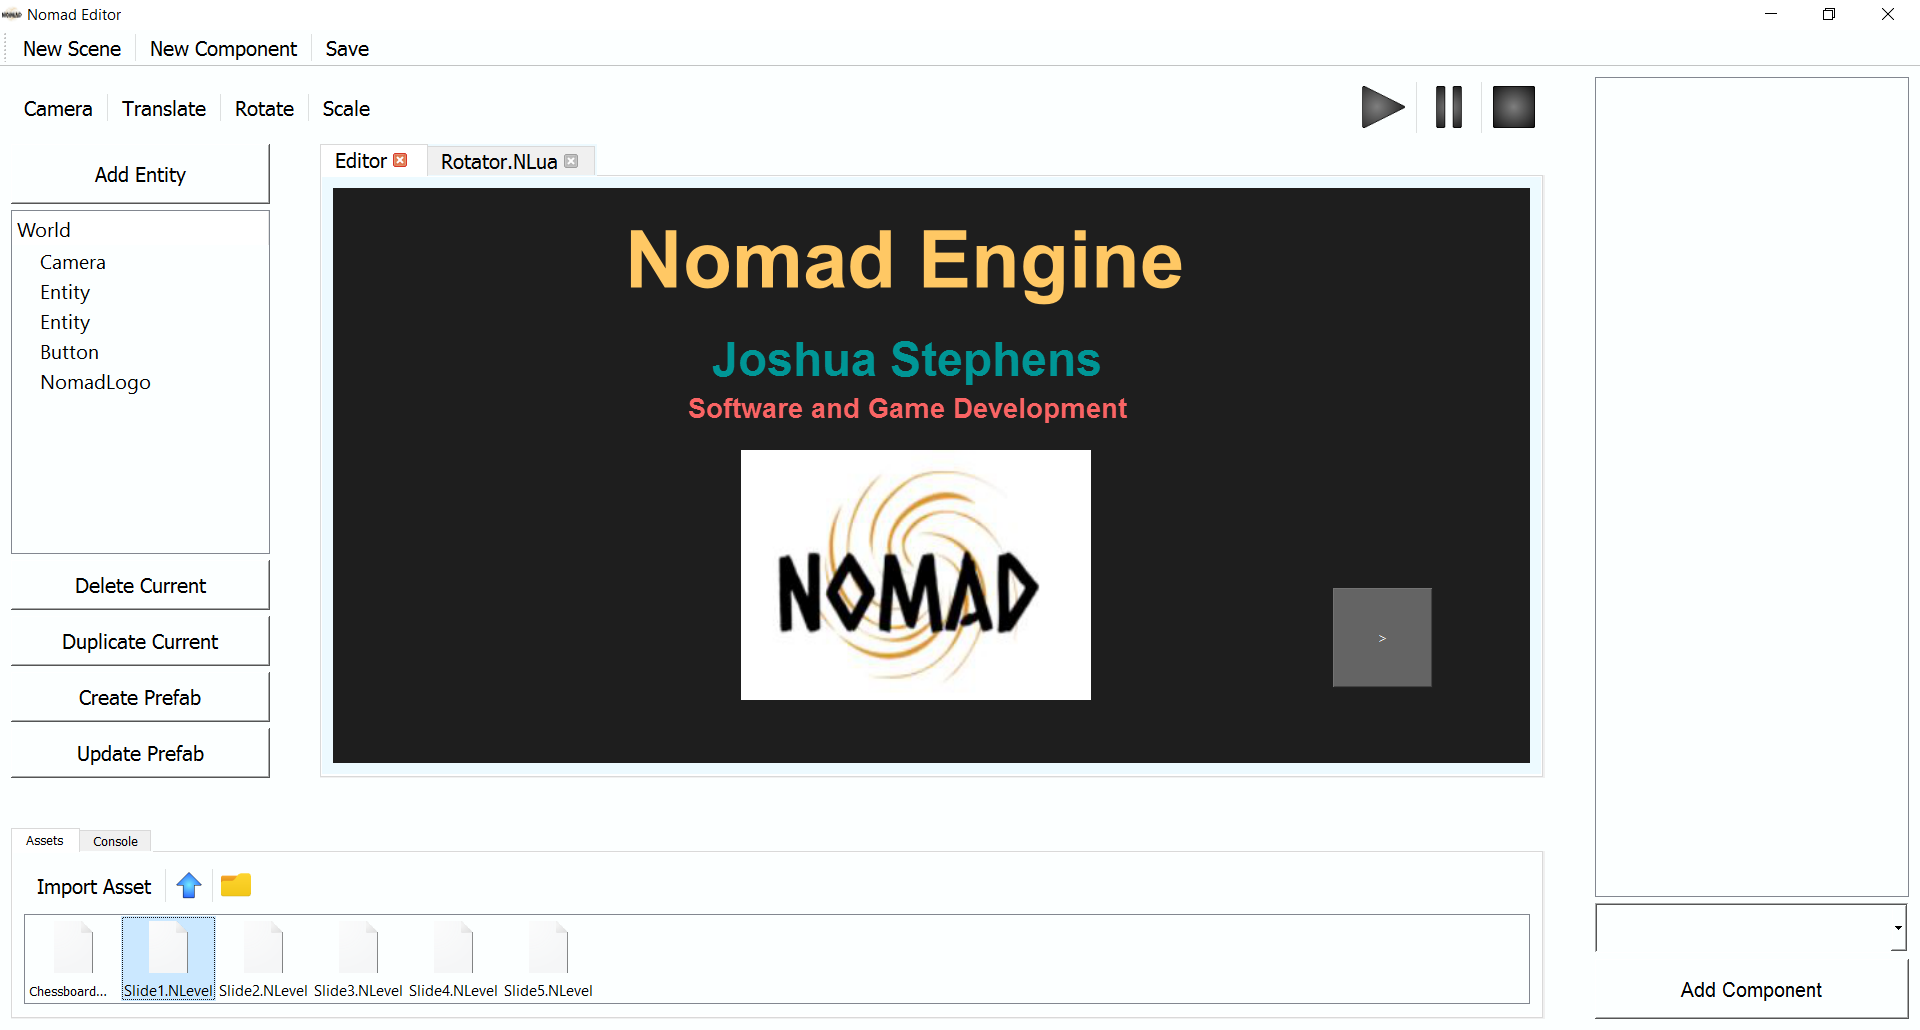 Nomad Editor
New Scene New Component Save
Camera Translate Rotate Scale
Add Entity
World
Camera
Entity
Entity
Button
NomadLogo
Delete Current
Duplicate Current
Create Prefab
Update Prefab
Editor Rotator.NLua
Nomad Engine
Joshua Stephens
Software and Game Development
NOMAD
>
Assets Console
Import Asset
Chessboard... Slide1.NLevel Slide2.NLevel Slide3.NLevel Slide4.NLevel Slide5.NLevel
Add Component